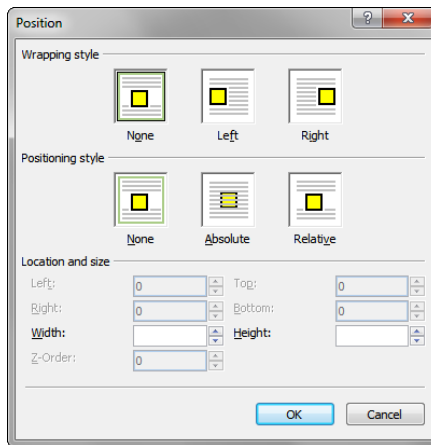 Position
Wrapping style
None Left Right
Positioning style
None Absolute Relative
Location and size
Left: 0 Top: 0
Right: 0 Bottom: 0
Width: Height:
Z-Order: 0
OK Cancel